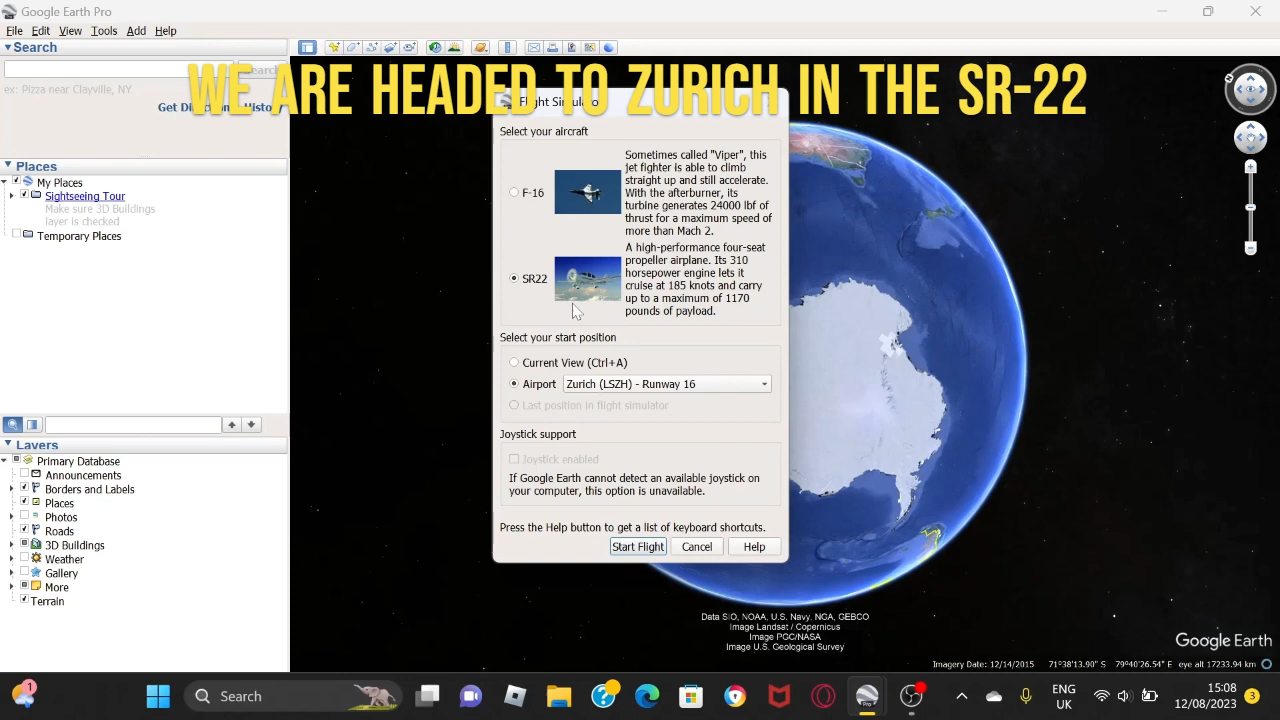 Google Earth Pro
File Edit View Tools Add Help
WE ARE HEADED TO ZURICH IN THE SR-22
Search
Search
ex: Pizza near Clayville, NY
Get Directions History
Places
My Places
Sightseeing Tour
Make sure 3D Buildings
layer is checked
Temporary Places
Layers
Primary Database
Announcements
Borders and Labels
Places
Photos
Roads
3D Buildings
Weather
Gallery
More
Terrain
Flight Simulator
Select your aircraft
F-16
Sometimes called "Viper", this
jet fighter is able to climb
straight up and still accelerate.
With the afterburner, its
turbine generates 24000 lbf of
thrust for a maximum speed of
more than Mach 2.
SR22
A high-performance four-seat
propeller airplane. Its 310
horsepower engine lets it
cruise at 185 knots and carry
up to a maximum of 1170
pounds of payload.
Select your start position
Current View (Ctrl+A)
Airport Zurich (LSZH) - Runway 16
Last position in flight simulator
Joystick support
Joystick enabled
If Google Earth cannot detect an available joystick on
your computer, this option is unavailable.
Press the Help button to get a list of keyboard shortcuts.
Start Flight Cancel Help
Data SIO, NOAA, U.S. Navy, NGA, GEBCO
Image Landsat / Copernicus
Image PGC/NASA
Image U.S. Geological Survey
Google Earth
Imagery Date: 12/14/2015 71°38'13.90" S 79°40'26.54" E eye alt 17233.94 km
1
Search
Pro
ENG
UK
15:08
12/08/2023
3